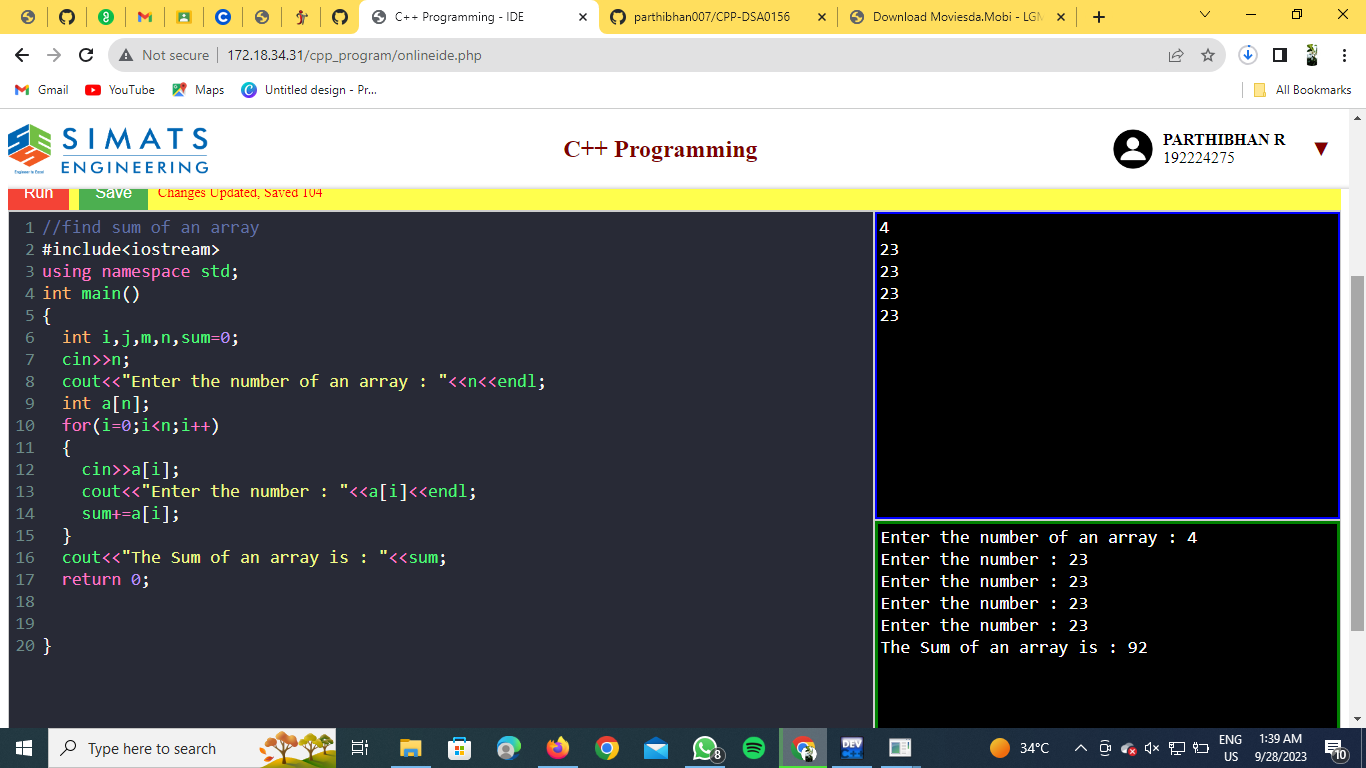 C++ Programming - IDE
parthibhan007/CPP-DSA0156
Download Moviesda.Mobi - LGM
Not secure
172.18.34.31/cpp_program/onlineide.php
Gmail
YouTube
Maps
Untitled design - Pr...
All Bookmarks
SIMATS
ENGINEERING
Engineer to Excel
C++ Programming
PARTHIBHAN R
192224275
Run
Save
Changes Updated, Saved 104
1 //find sum of an array
2 #include<iostream>
3 using namespace std;
4 int main()
5 {
6 int i,j,m,n,sum=0;
7 cin>>n;
8 cout<<"Enter the number of an array : "<<n<<endl;
9 int a[n];
10 for(i=0;i<n;i++)
11 {
12 cin>>a[i];
13 cout<<"Enter the number : "<<a[i]<<endl;
14 sum+=a[i];
15 }
16 cout<<"The Sum of an array is : "<<sum;
17 return 0;
18
19
20 }
4
23
23
23
23
Enter the number of an array : 4
Enter the number : 23
Enter the number : 23
Enter the number : 23
Enter the number : 23
The Sum of an array is : 92
Type here to search
8
DEV
34°C
ENG
US
1:39 AM
9/28/2023
10